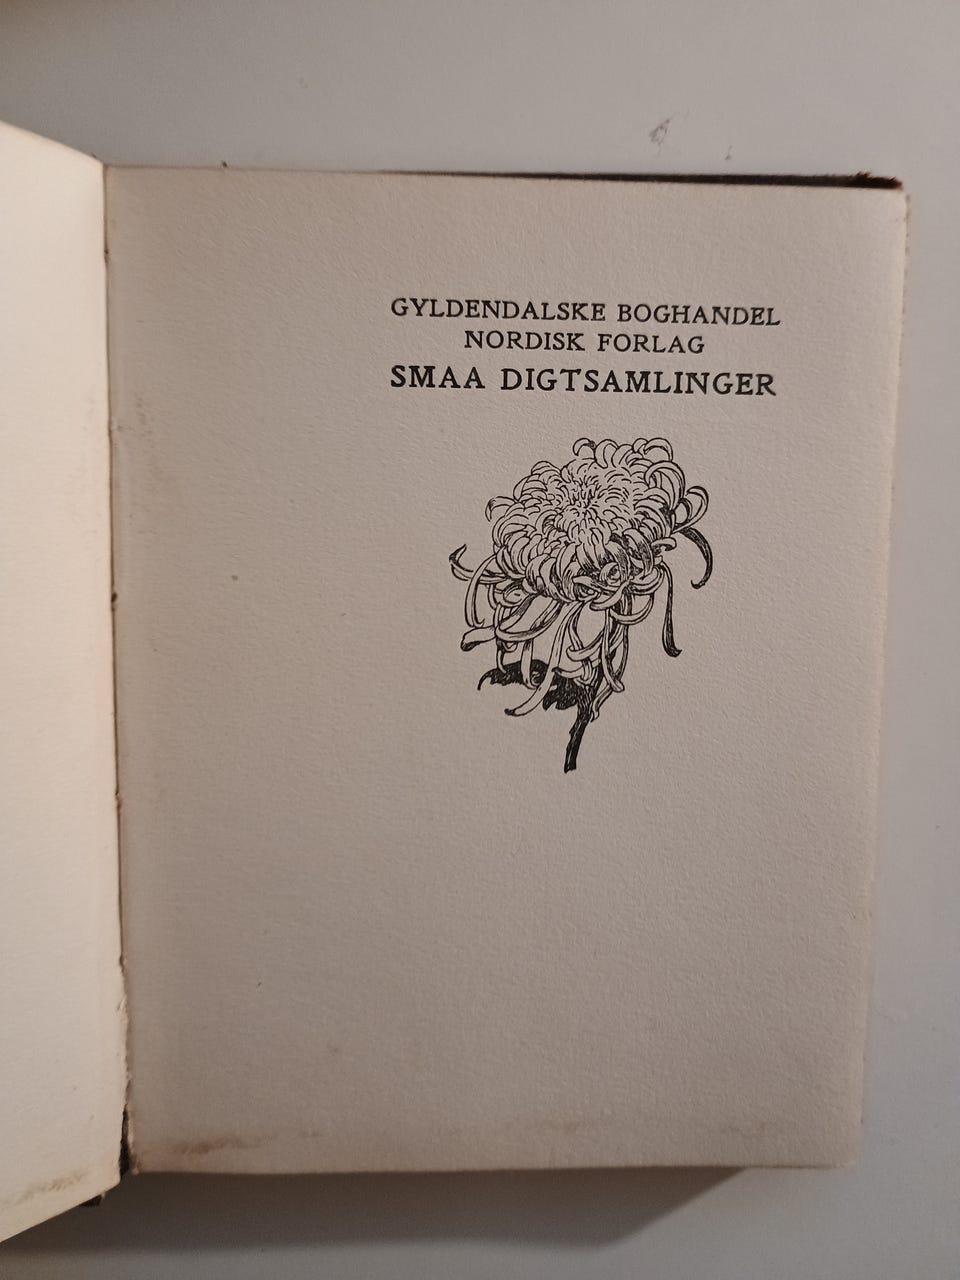 GYLDENDALSKE BOGHANDEL
NORDISK FORLAG
SMAA DIGTSAMLINGER